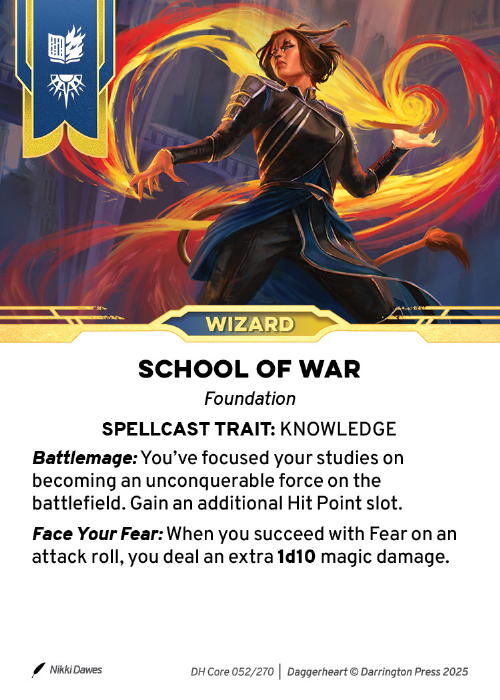 WIZARD
SCHOOL OF WAR
Foundation
SPELLCAST TRAIT: KNOWLEDGE
Battlemage: You’ve focused your studies on
becoming an unconquerable force on the
battlefield. Gain an additional Hit Point slot.
Face Your Fear: When you succeed with Fear on an
attack roll, you deal an extra 1d10 magic damage.
Nikki Dawes
DH Core 052/270 | Daggerheart © Darrington Press 2025